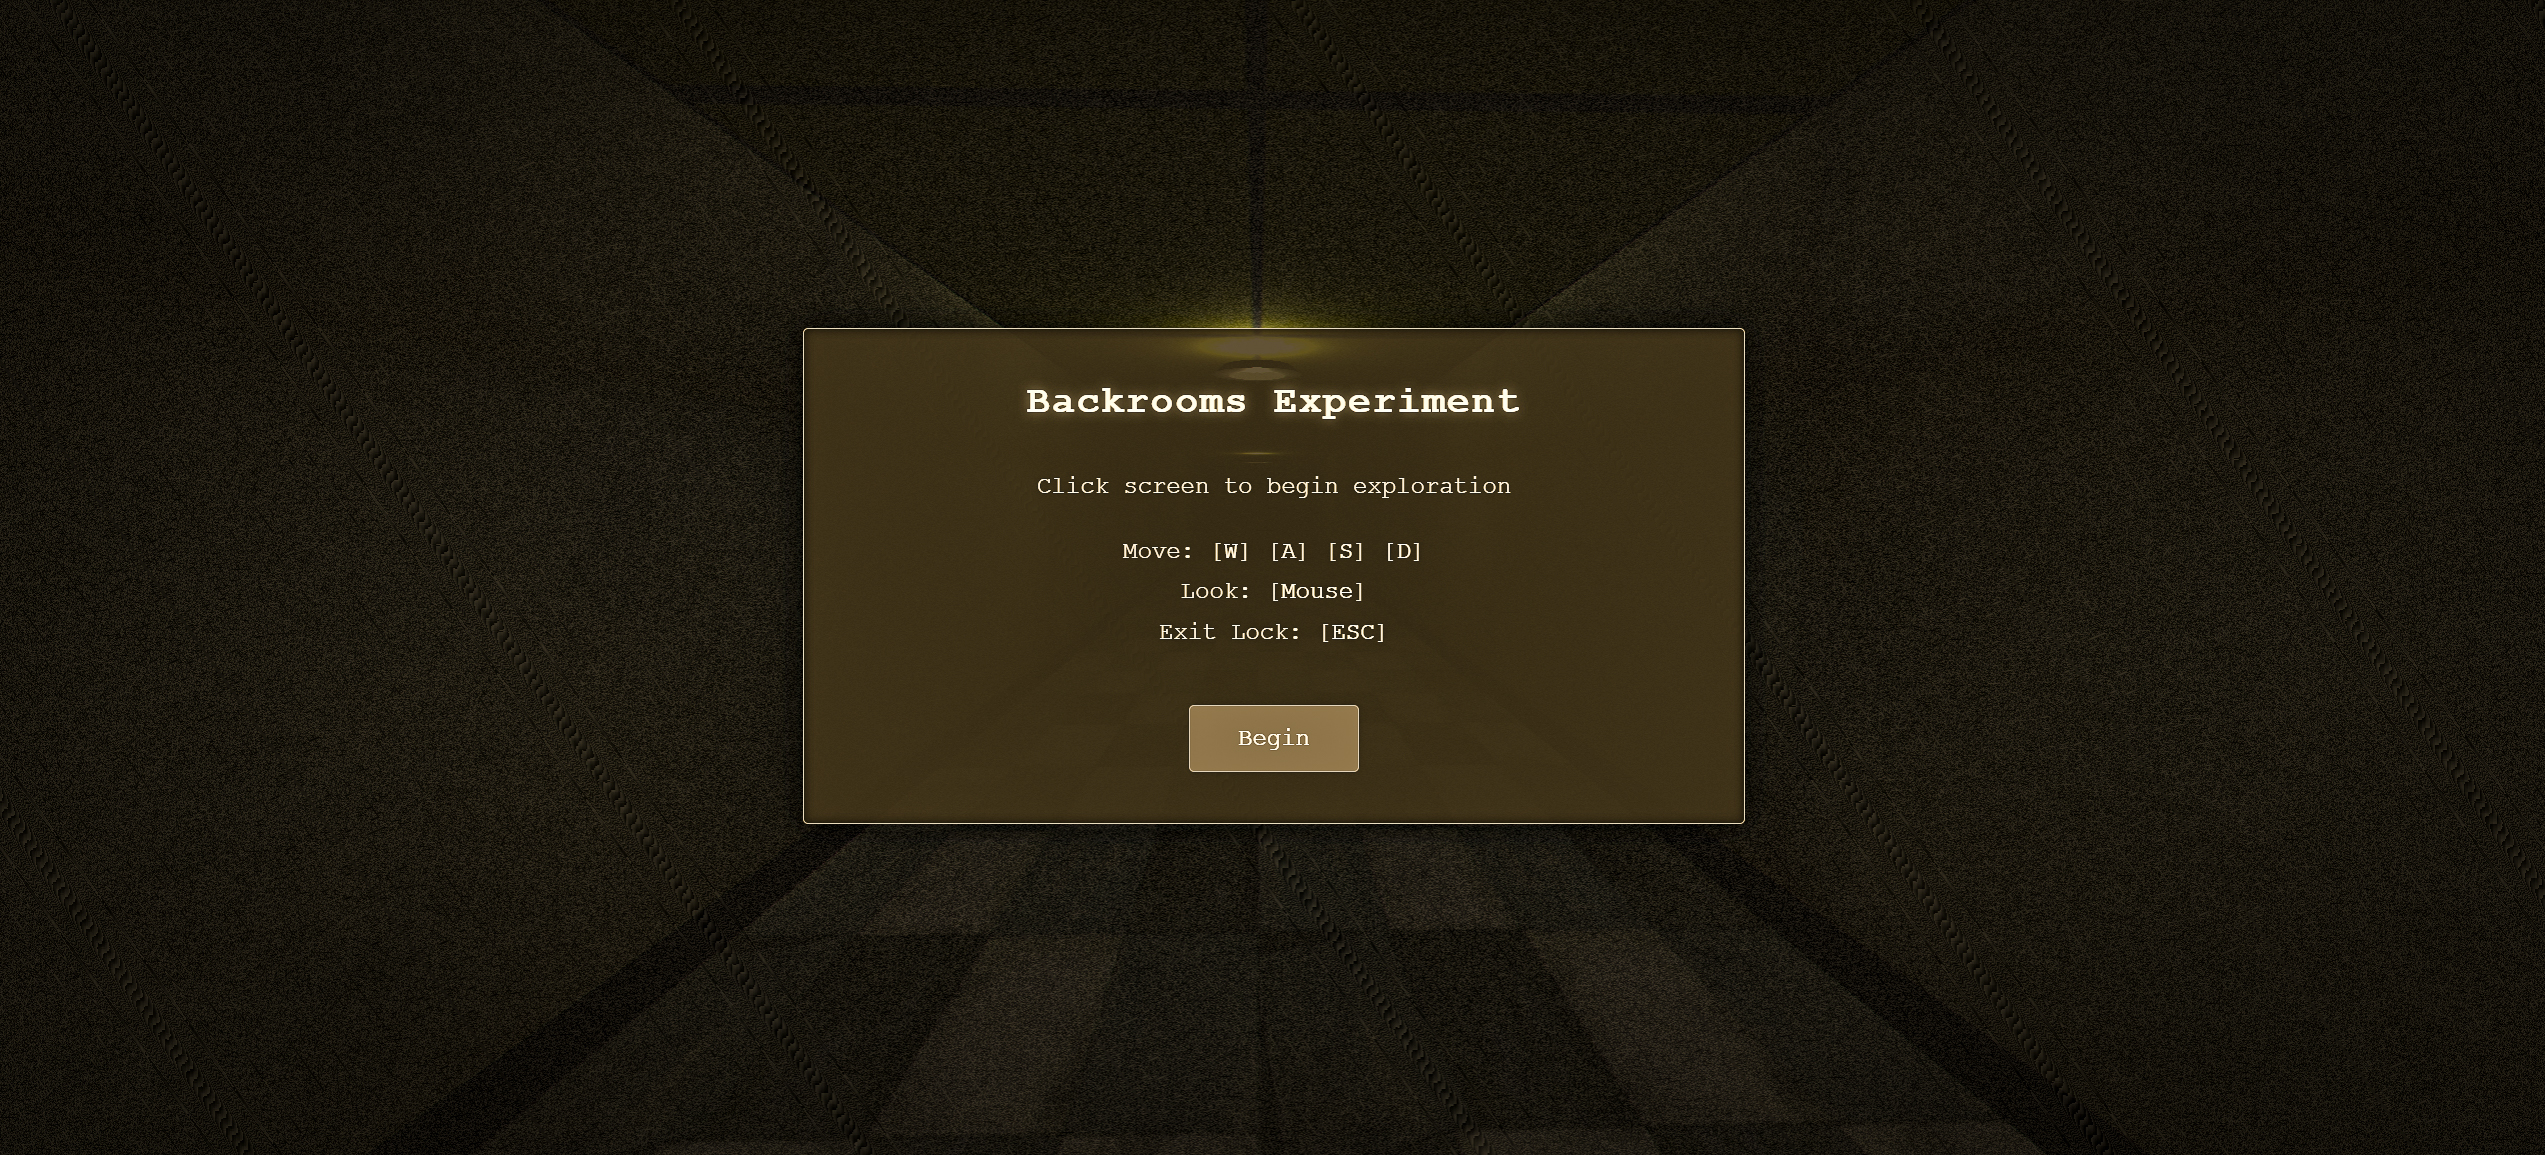 Backrooms Experiment
Click screen to begin exploration
Move: [W] [A] [S] [D]
Look: [Mouse]
Exit Lock: [ESC]
Begin